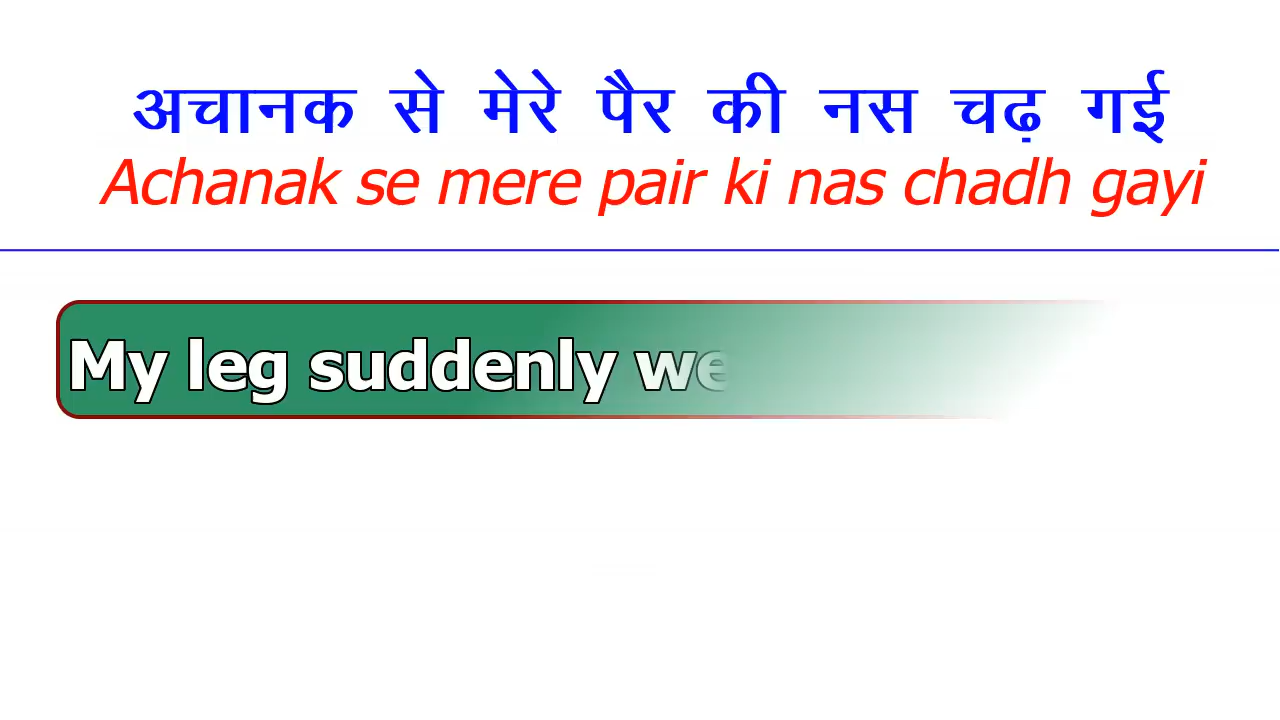 अचानक से मेरे पैर की नस चढ़ गई
Achanak se mere pair ki nas chadh gayi
My leg suddenly